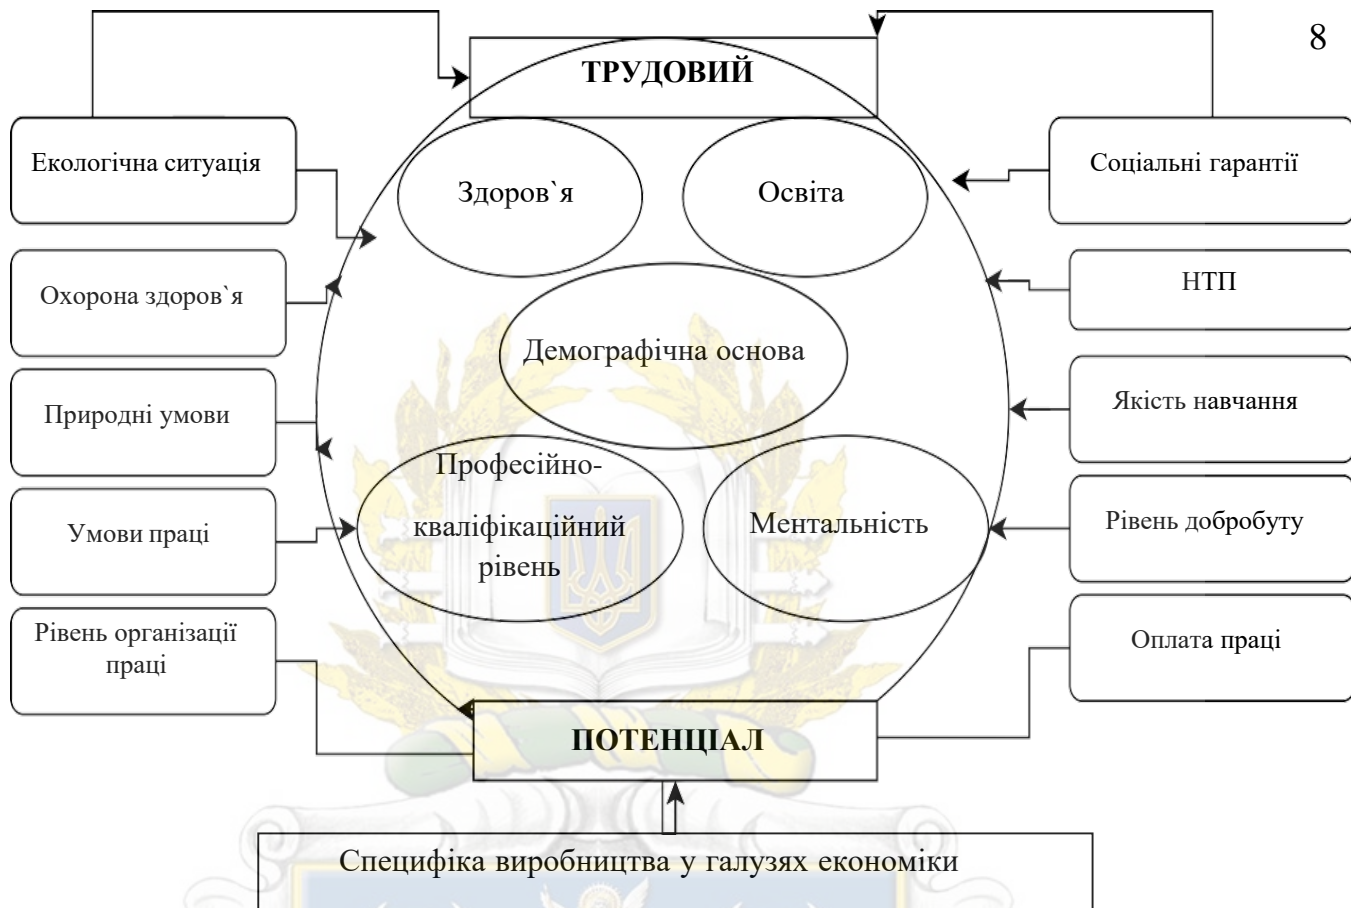 8
ТРУДОВИЙ
Екологічна ситуація
Здоров`я
Освіта
Соціальні гарантії
Охорона здоров`я
НТП
Демографічна основа
Природні умови
Якість навчання
Професійно-
кваліфікаційний
рівень
Умови праці
Ментальність
Рівень добробуту
Рівень організації
праці
Оплата праці
ПОТЕНЦІАЛ
Специфіка виробництва у галузях економіки